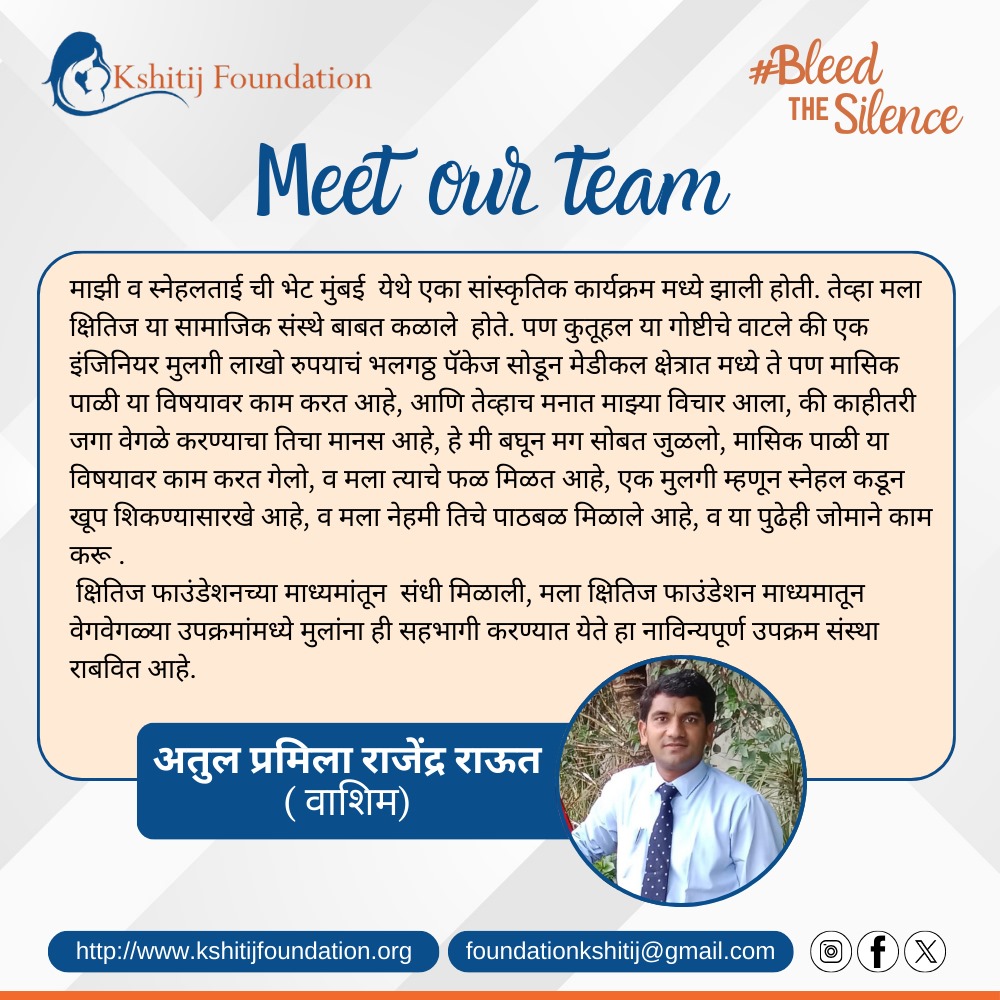 Kshitij Foundation
#Bleed
THE Silence
Meet our team
माझी व स्नेहलताई ची भेट मुंबई येथे एका सांस्कृतिक कार्यक्रम मध्ये झाली होती. तेव्हा मला
क्षितिज या सामाजिक संस्थे बाबत कळाले होते. पण कुतूहल या गोष्टीचे वाटले की एक
इंजिनियर मुलगी लाखो रुपयाचं भलगठ्ठ पॅकेज सोडून मेडीकल क्षेत्रात मध्ये ते पण मासिक
पाळी या विषयावर काम करत आहे, आणि तेव्हाच मनात माझ्या विचार आला, की काहीतरी
जगा वेगळे करण्याचा तिचा मानस आहे, हे मी बघून मग सोबत जुळलो, मासिक पाळी या
विषयावर काम करत गेलो, व मला त्याचे फळ मिळत आहे, एक मुलगी म्हणून स्नेहल कडून
खूप शिकण्यासारखे आहे, व मला नेहमी तिचे पाठबळ मिळाले आहे, व या पुढेही जोमाने काम
करू .
क्षितिज फाउंडेशनच्या माध्यमांतून संधी मिळाली, मला क्षितिज फाउंडेशन माध्यमातून
वेगवेगळ्या उपक्रमांमध्ये मुलांना ही सहभागी करण्यात येते हा नाविन्यपूर्ण उपक्रम संस्था
राबवित आहे.
अतुल प्रमिला राजेंद्र राऊत
( वाशिम)
http://www.kshitijfoundation.org
foundationkshitij@gmail.com